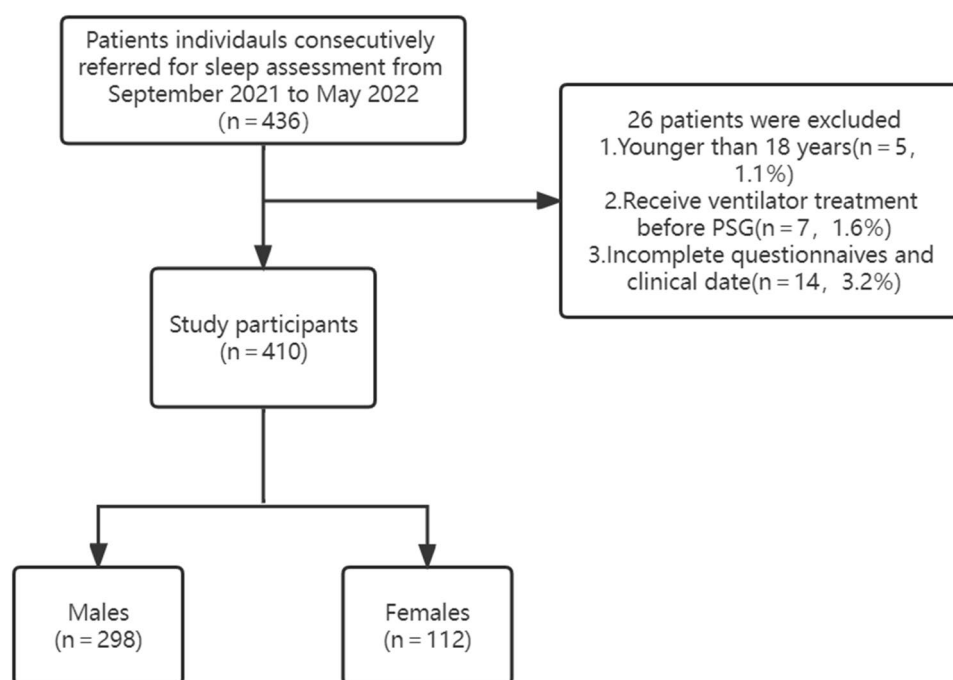 Patients individauls consecutively
referred for sleep assessment from
September 2021 to May 2022
(n = 436)
26 patients were excluded
1.Younger than 18 years(n = 5,
1.1%)
2.Receive ventilator treatment
before PSG(n = 7, 1.6%)
3.Incomplete questionnaives and
clinical date(n = 14, 3.2%)
Study participants
(n = 410)
Males
(n = 298)
Females
(n = 112)